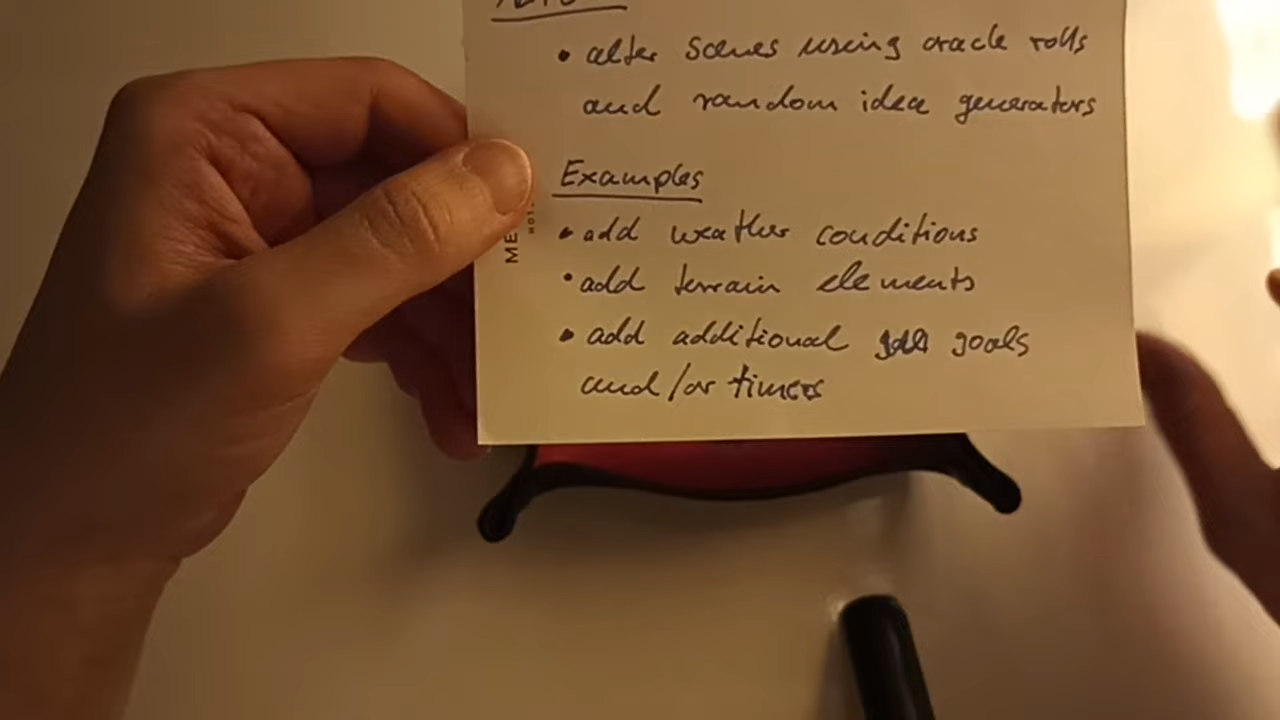 • alter scenes using oracle rolls
and random idea generators
Examples
• add weather conditions
• add terrain elements
• add additional goals
and/or timers
ME